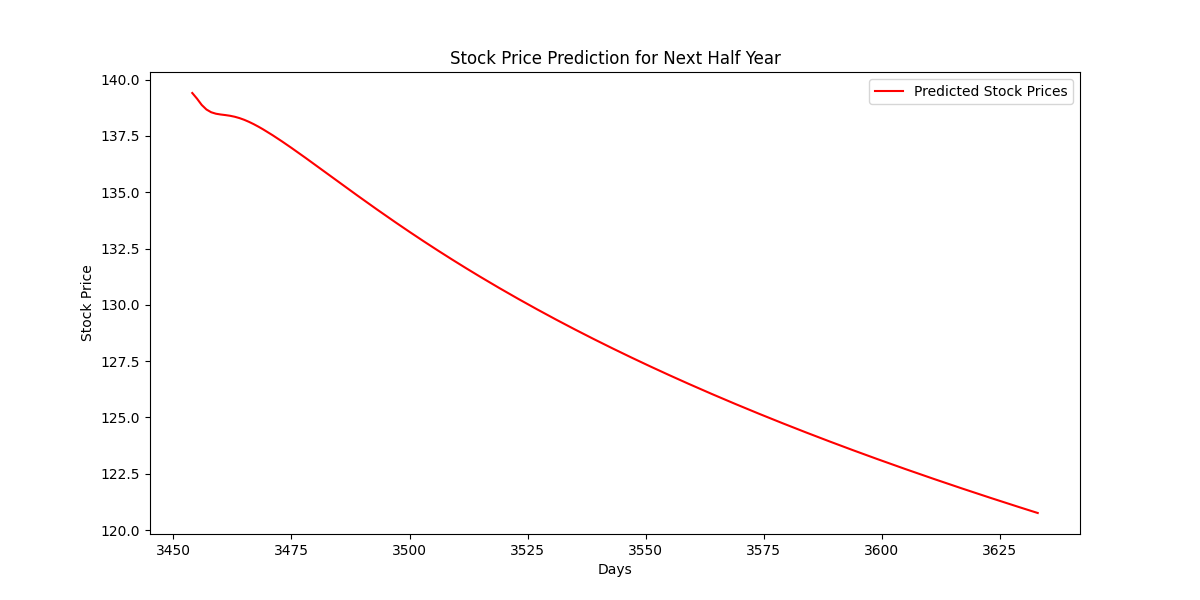 Stock Price Prediction for Next Half Year
Predicted Stock Prices
Stock Price
140.0
137.5
135.0
132.5
130.0
127.5
125.0
122.5
120.0
3450 3475 3500 3525 3550 3575 3600 3625
Days